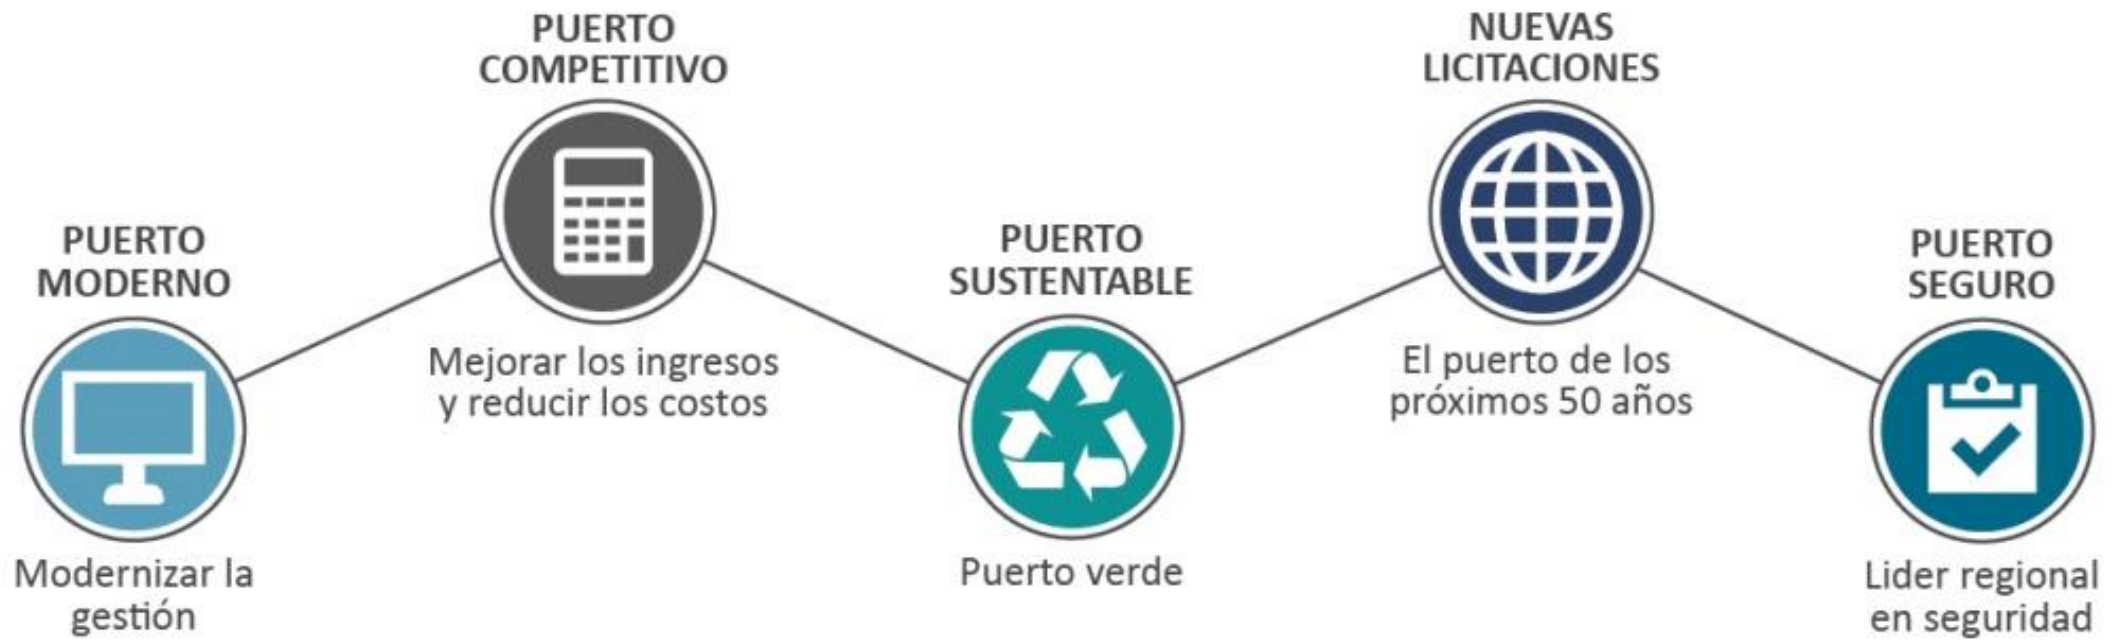 PUERTO
MODERNO
Modernizar la
gestión
PUERTO
COMPETITIVO
Mejorar los ingresos
y reducir los costos
PUERTO
SUSTENTABLE
Puerto verde
NUEVAS
LICITACIONES
El puerto de los
próximos 50 años
PUERTO
SEGURO
Lider regional
en seguridad